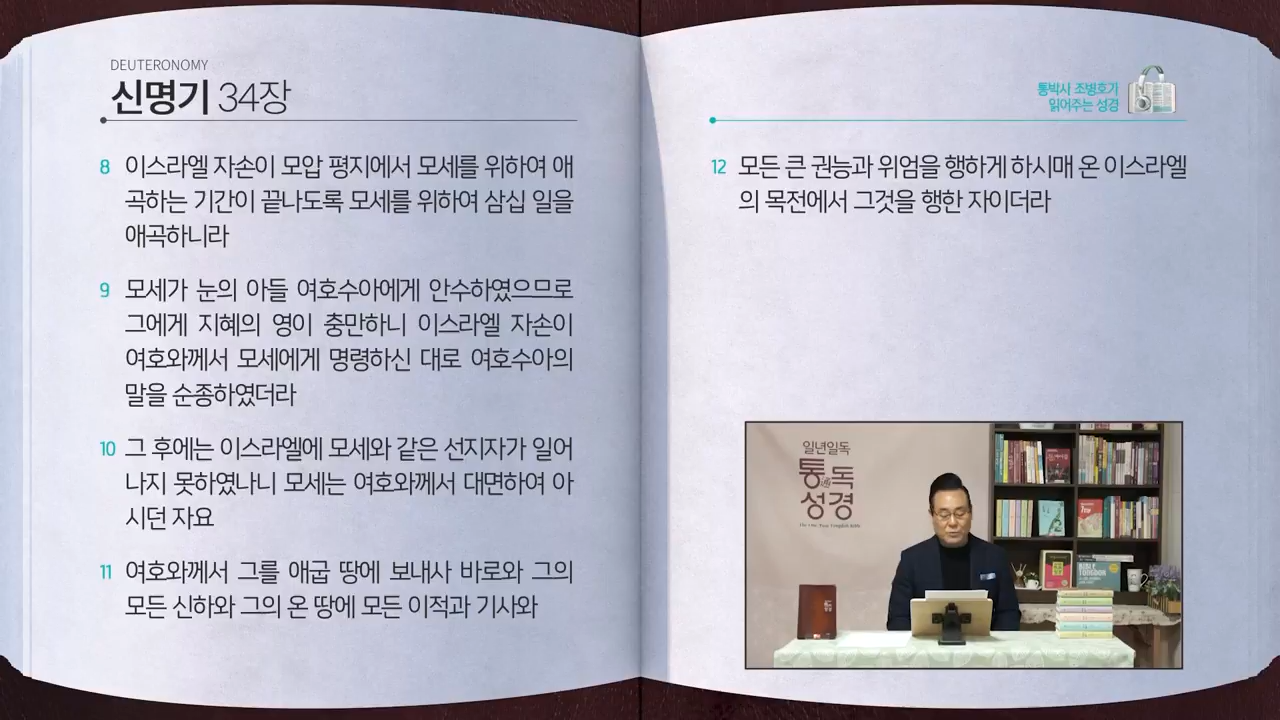 DEUTERONOMY
신명기 34장
8 이스라엘 자손이 모압 평지에서 모세를 위하여 애
곡하는 기간이 끝나도록 모세를 위하여 삼십 일을
애곡하니라
9 모세가 눈의 아들 여호수아에게 안수하였으므로
그에게 지혜의 영이 충만하니 이스라엘 자손이
여호와께서 모세에게 명령하신 대로 여호수아의
말을 순종하였더라
10 그 후에는 이스라엘에 모세와 같은 선지자가 일어
나지 못하였나니 모세는 여호와께서 대면하여 아
시던 자요
11 여호와께서 그를 애굽 땅에 보내사 바로와 그의
모든 신하와 그의 온 땅에 모든 이적과 기사와
통박사 조병호가
읽어주는 성경
12 모든 큰 권능과 위엄을 행하게 하시매 온 이스라엘
의 목전에서 그것을 행한 자이더라
일년일독
통독
성경
BIBLE
TONGDOK